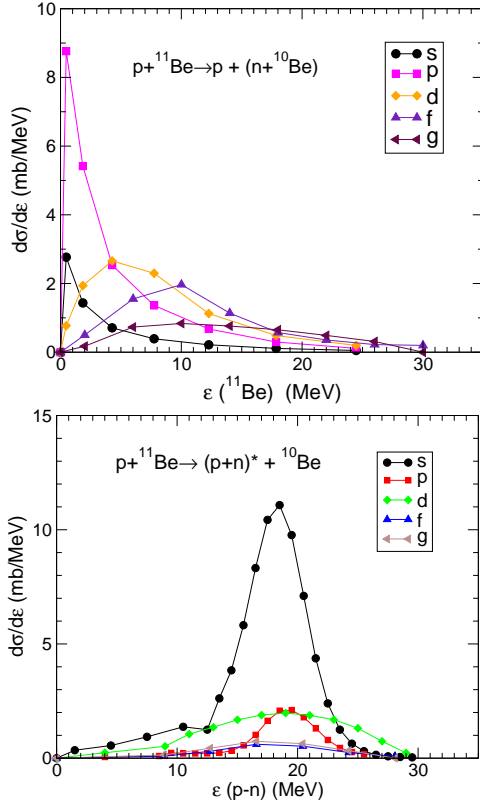 10
8
6
4
2
0
dσ/dε (mb/MeV)
p+¹¹Be→p + (n+¹⁰Be)
s
p
d
f
g
0 10 20 30
ε (¹¹Be) (MeV)
15
10
5
0
dσ/dε (mb/MeV)
p+¹¹Be→ (p+n)* + ¹⁰Be
s
p
d
f
g
0 10 20 30
ε (p-n) (MeV)